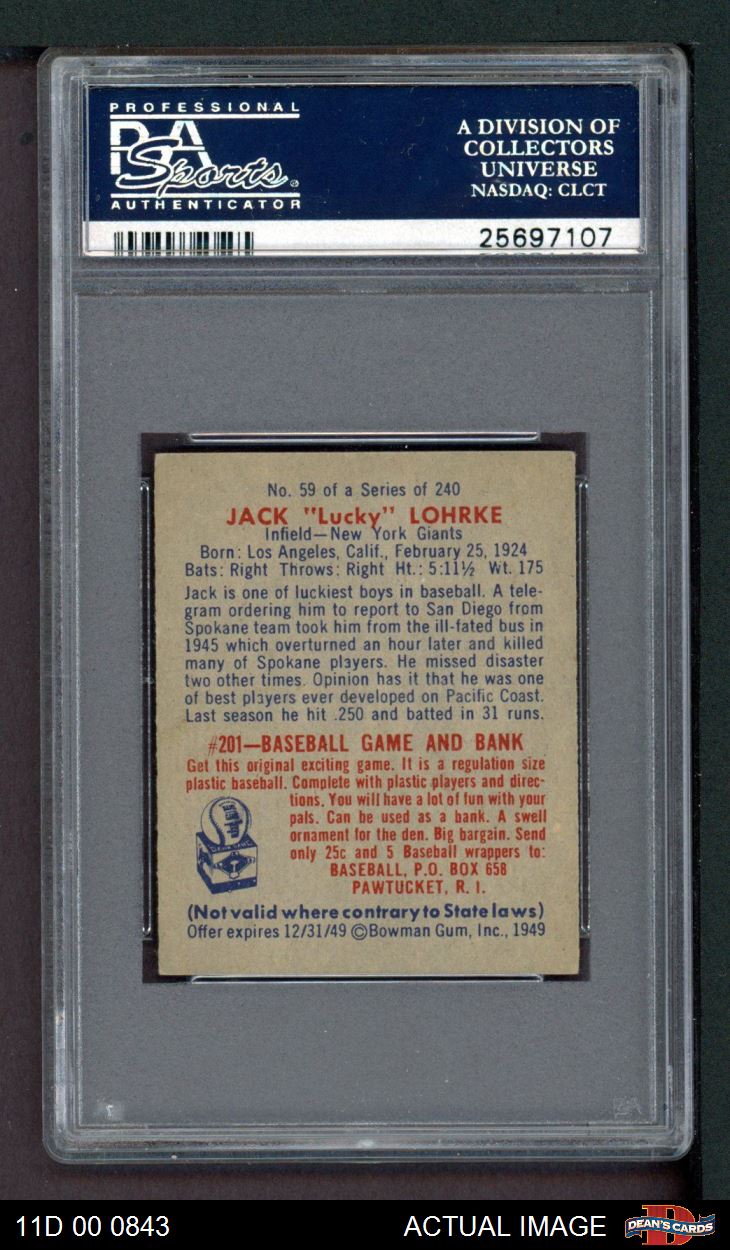 PROFESSIONAL
PSA
Sports
AUTHENTICATOR
A DIVISION OF
COLLECTORS
UNIVERSE
NASDAQ: CLCT
25697107
No. 59 of a Series of 240
JACK "Lucky" LOHRKE
Infield—New York Giants
Born: Los Angeles, Calif., February 25, 1924
Bats: Right Throws: Right Ht.: 5:11½ Wt. 175
Jack is one of luckiest boys in baseball. A tele-
gram ordering him to report to San Diego from
Spokane team took him from the ill-fated bus in
1945 which overturned an hour later and killed
many of Spokane players. He missed disaster
two other times. Opinion has it that he was one
of best players ever developed on Pacific Coast.
Last season he hit .250 and batted in 31 runs.
#201—BASEBALL GAME AND BANK
Get this original exciting game. It is a regulation size
plastic baseball. Complete with plastic players and direc-
tions. You will have a lot of fun with your
pals. Can be used as a bank. A swell
ornament for the den. Big bargain. Send
only 25c and 5 Baseball wrappers to:
BASEBALL, P.O. BOX 658
PAWTUCKET, R. I.
(Not valid where contrary to State laws)
Offer expires 12/31/49 ©Bowman Gum, Inc., 1949
11D 00 0843
ACTUAL IMAGE
DEAN'S CARDS